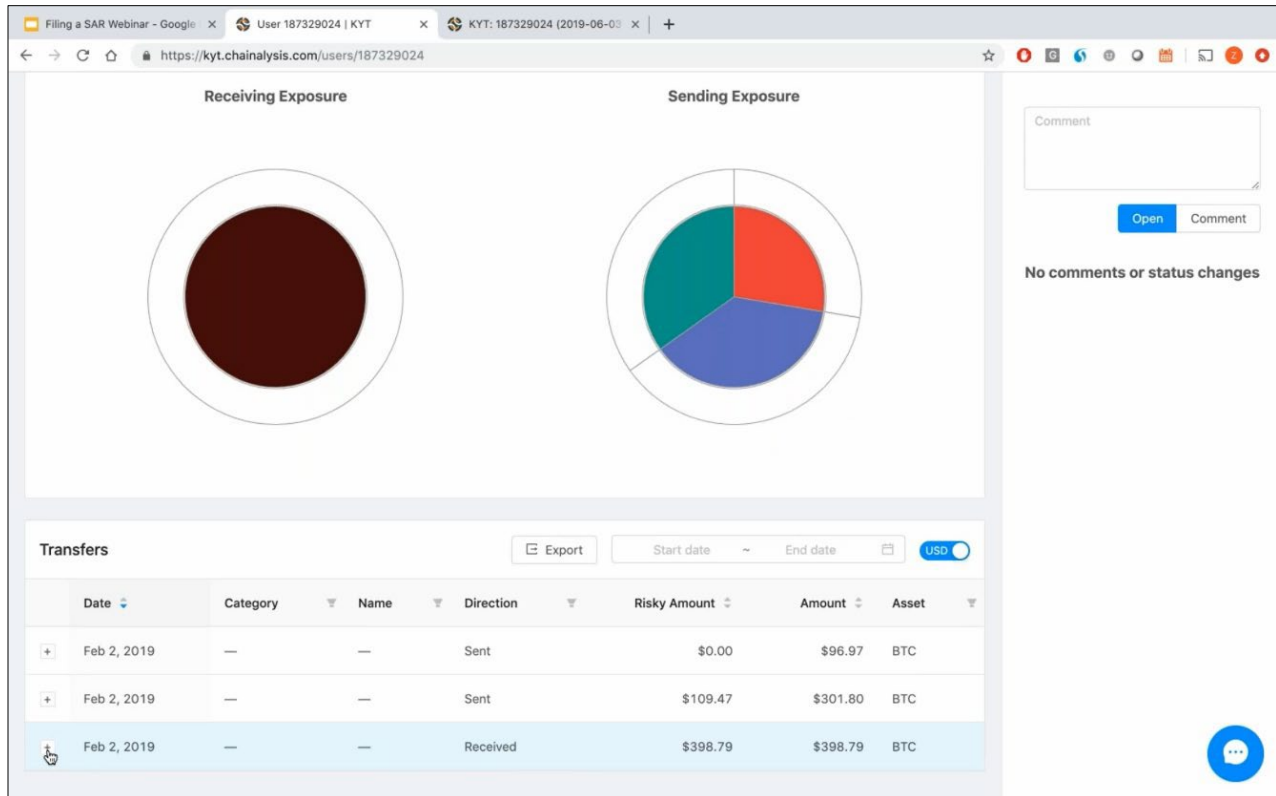 Filing a SAR Webinar - Google
User 187329024 | KYT
KYT: 187329024 (2019-06-03
https://kyt.chainalysis.com/users/187329024
Receiving Exposure
Sending Exposure
Comment
Open Comment
No comments or status changes
Transfers
Export
Start date ~ End date
USD
Date Category Name Direction Risky Amount Amount Asset
+ Feb 2, 2019 — — Sent $0.00 $96.97 BTC
+ Feb 2, 2019 — — Sent $109.47 $301.80 BTC
+ Feb 2, 2019 — — Received $398.79 $398.79 BTC